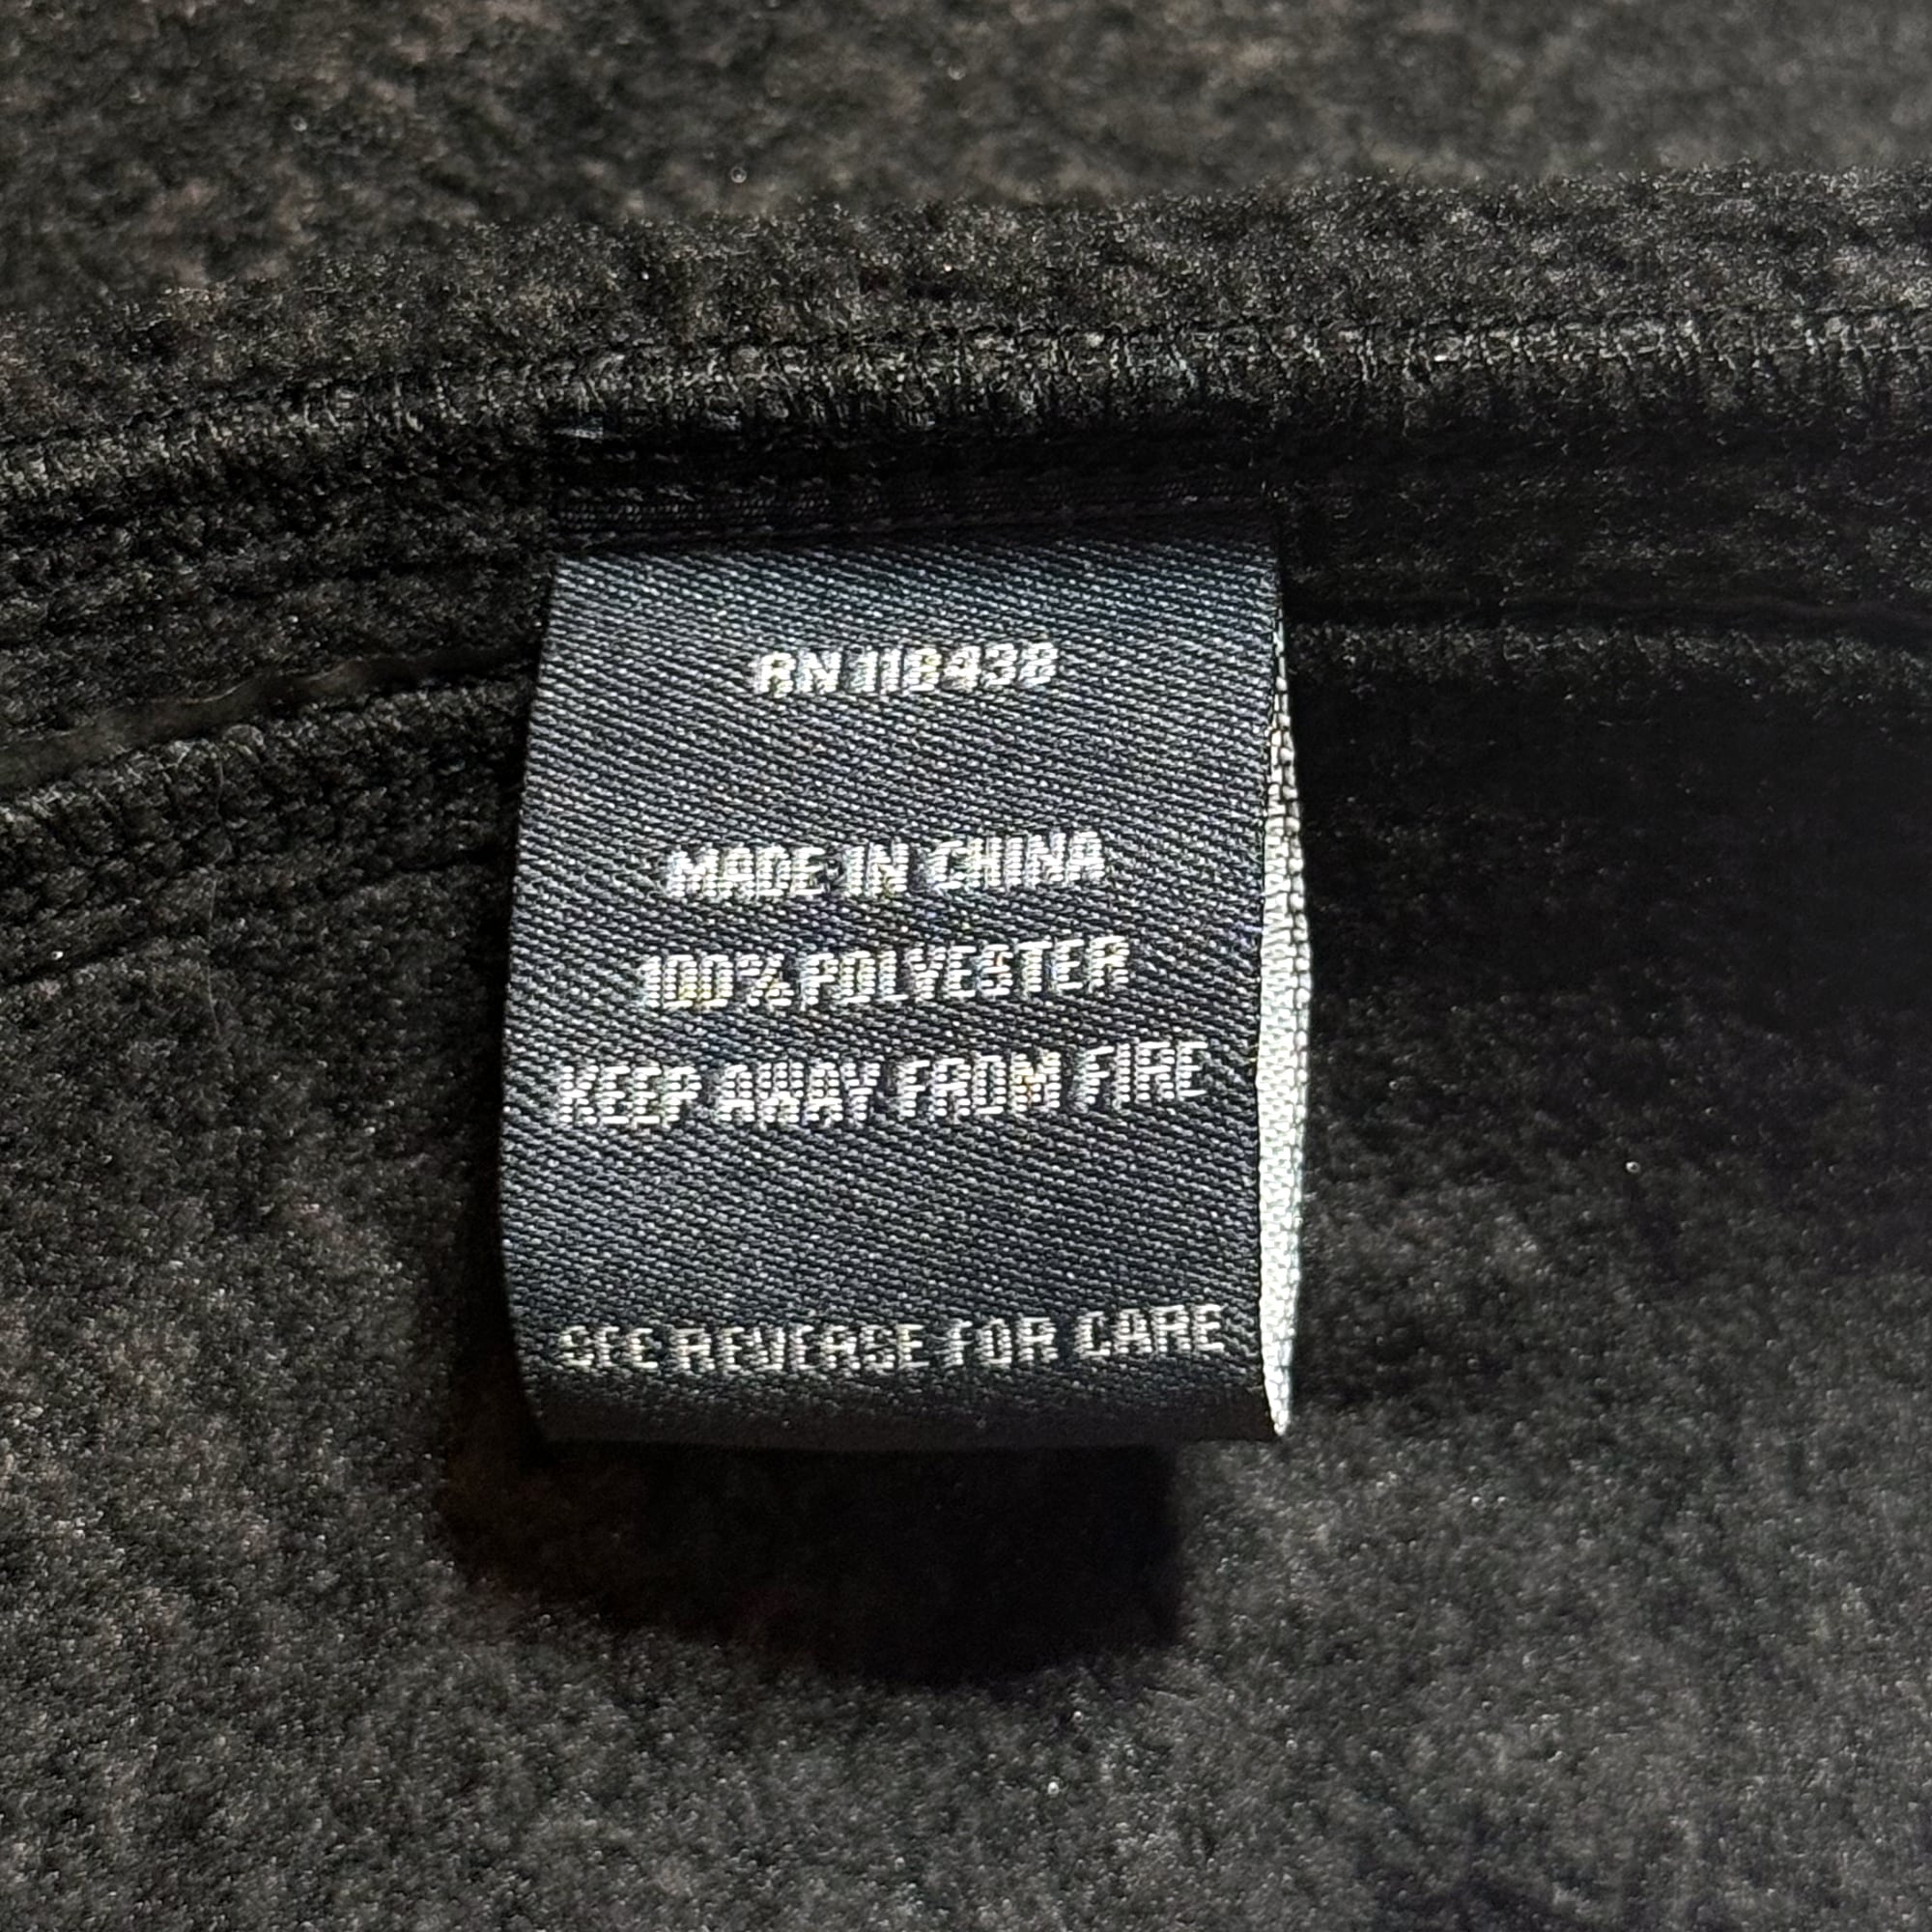 RN 118438
MADE IN CHINA
100% POLYESTER
KEEP AWAY FROM FIRE
SEE REVERSE FOR CARE